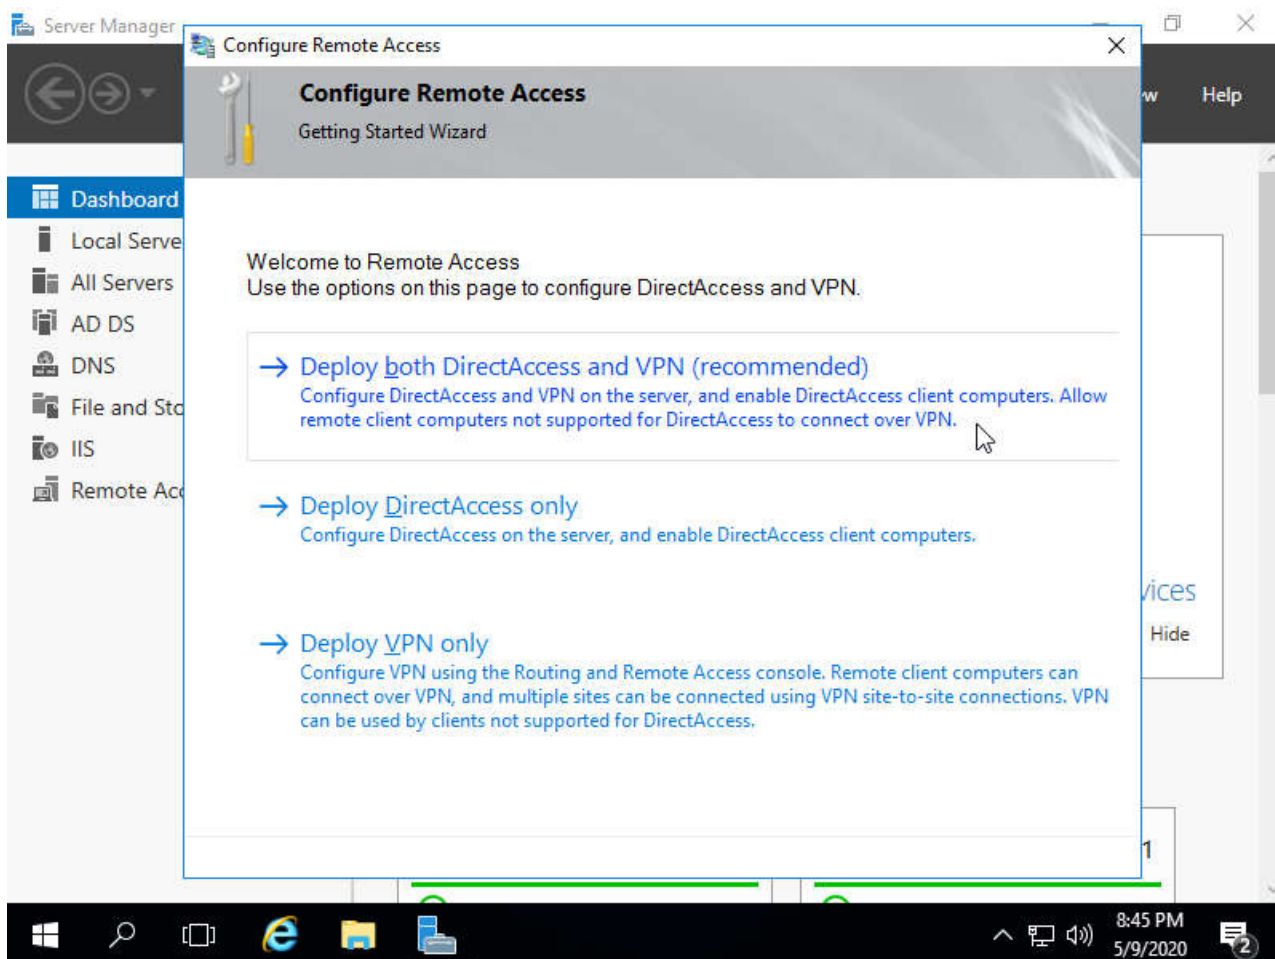 Server Manager
Configure Remote Access
Configure Remote Access
Getting Started Wizard
Help
Dashboard
Local Serve
All Servers
AD DS
DNS
File and Sto
IIS
Remote Acc
Welcome to Remote Access
Use the options on this page to configure DirectAccess and VPN.
Deploy both DirectAccess and VPN (recommended)
Configure DirectAccess and VPN on the server, and enable DirectAccess client computers. Allow
remote client computers not supported for DirectAccess to connect over VPN.
Deploy DirectAccess only
Configure DirectAccess on the server, and enable DirectAccess client computers.
Deploy VPN only
Configure VPN using the Routing and Remote Access console. Remote client computers can
connect over VPN, and multiple sites can be connected using VPN site-to-site connections. VPN
can be used by clients not supported for DirectAccess.
vices
Hide
1
8:45 PM
5/9/2020
2